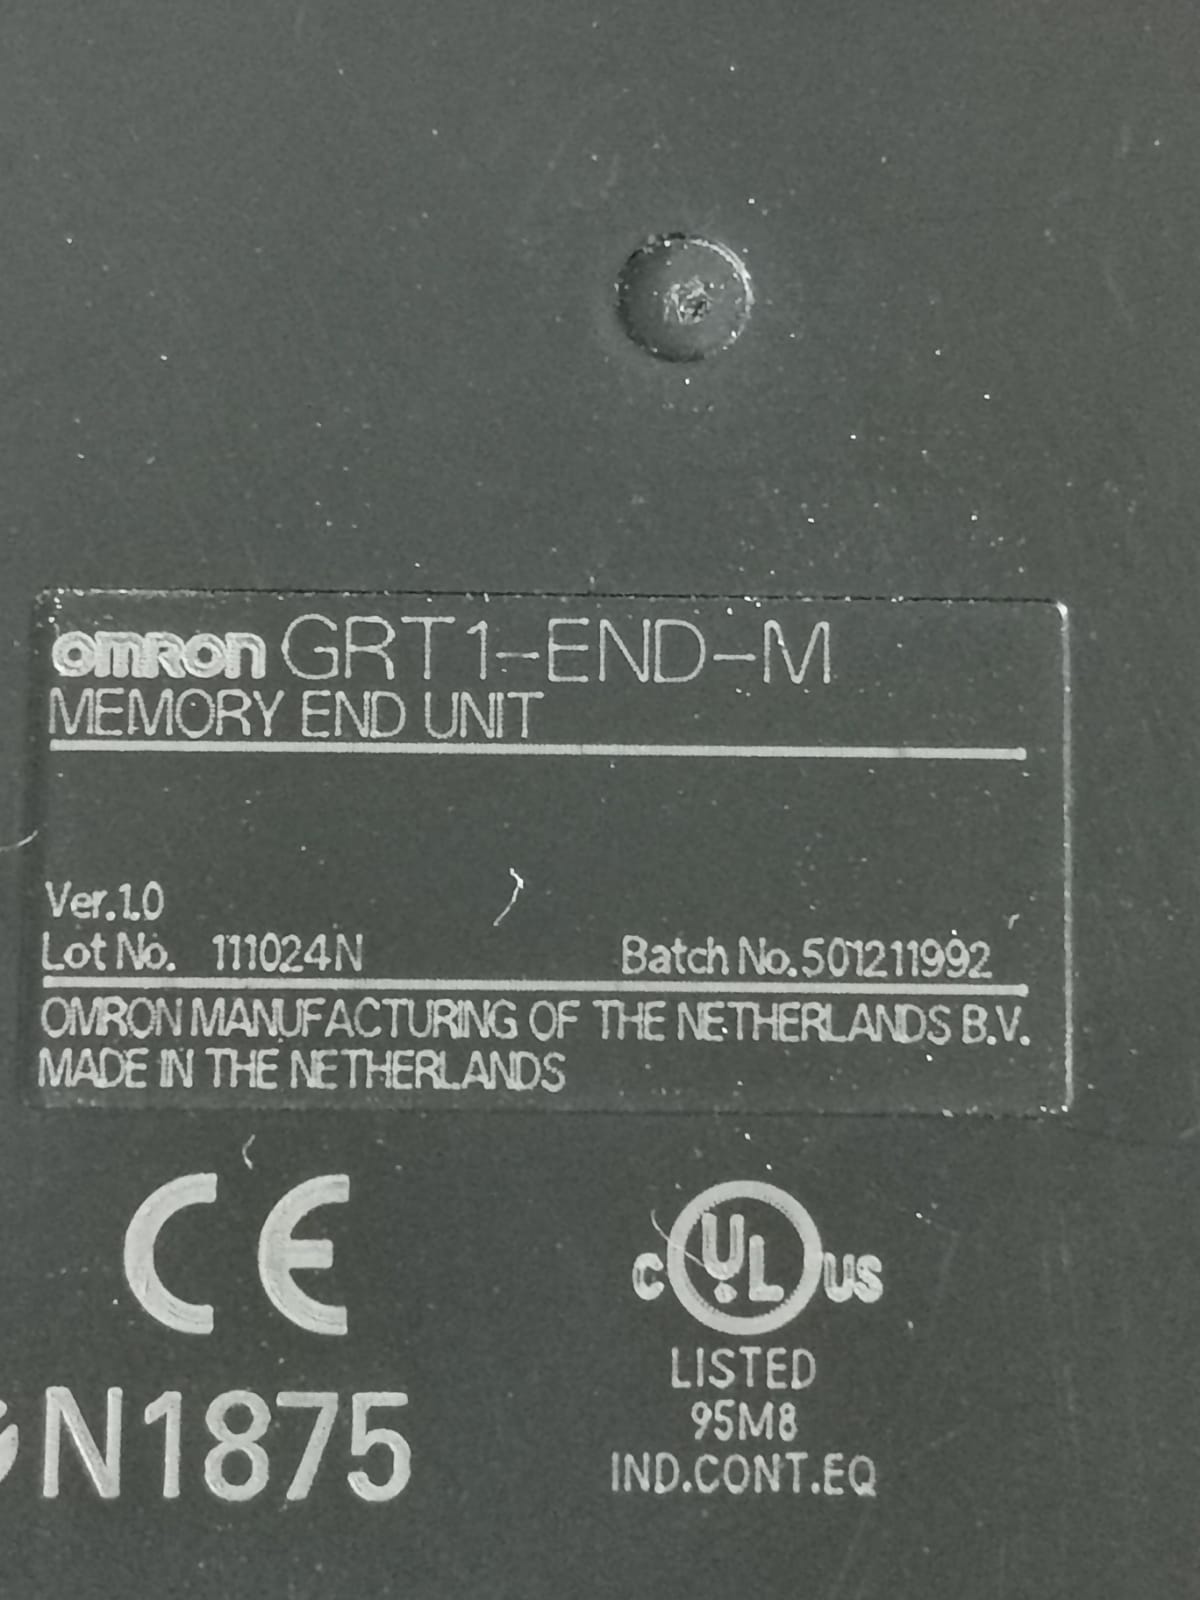 omron GRT1-END-M
MEMORY END UNIT
Ver.1.0
Lot No. 111024N Batch No.501211992
OMRON MANUFACTURING OF THE NETHERLANDS B.V.
MADE IN THE NETHERLANDS
CE
C UL US
LISTED
95M8
IND.CONT.EQ
N1875